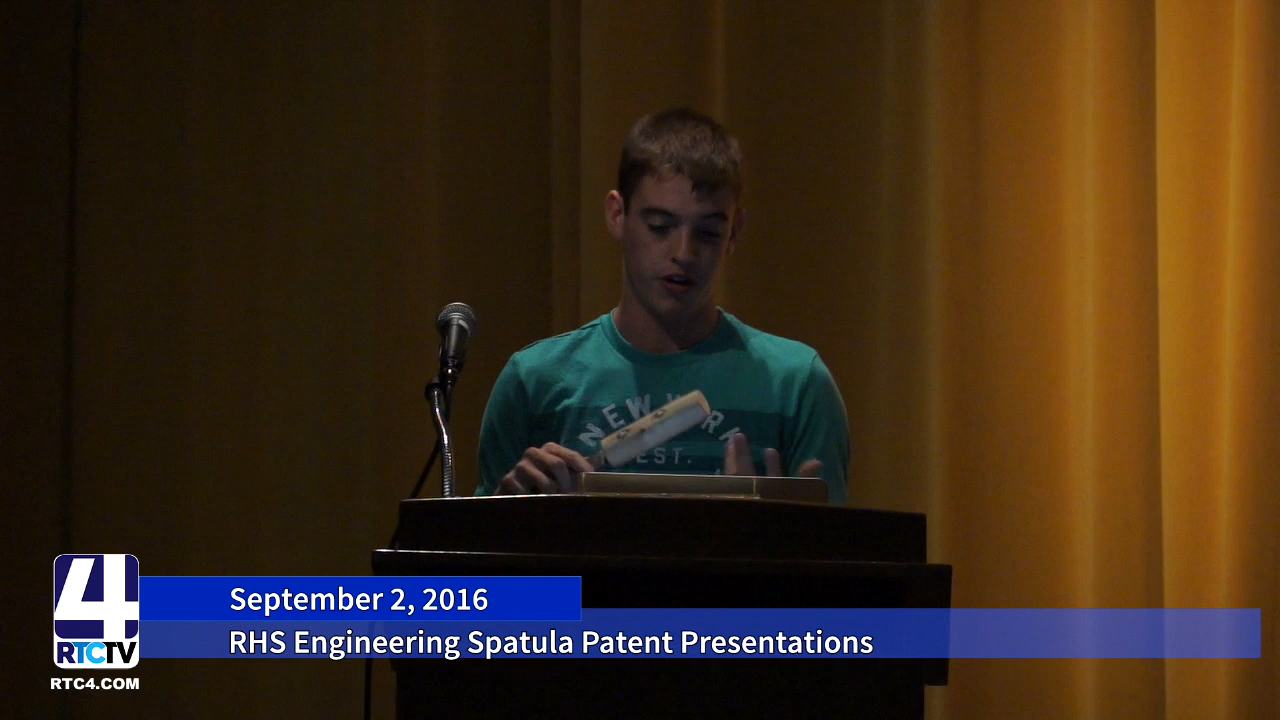 NEW YORK
EST.
4
RTCTV
RTC4.COM
September 2, 2016
RHS Engineering Spatula Patent Presentations